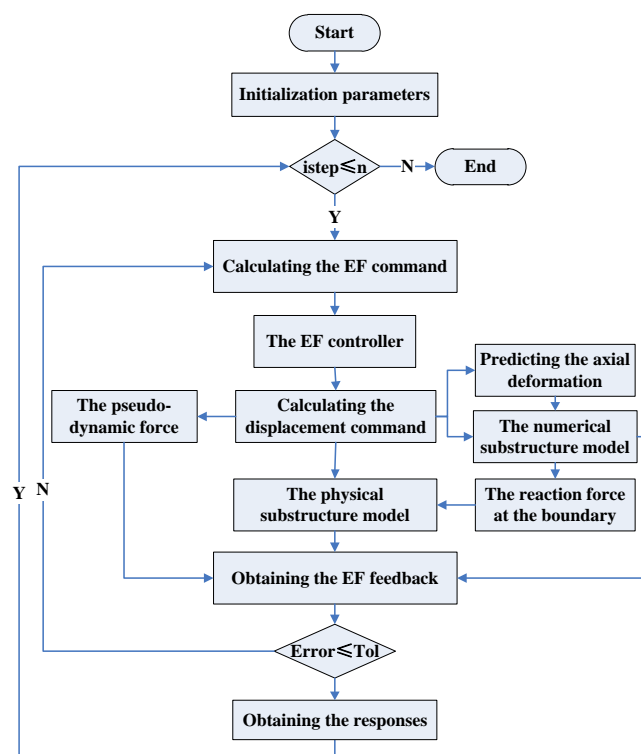 Start
Initialization parameters
istep≤n
N
End
Y
Calculating the EF command
The EF controller
Predicting the axial
deformation
The pseudo-
dynamic force
Calculating the
displacement command
The numerical
substructure model
Y
N
The physical
substructure model
The reaction force
at the boundary
Obtaining the EF feedback
Error≤Tol
Obtaining the responses